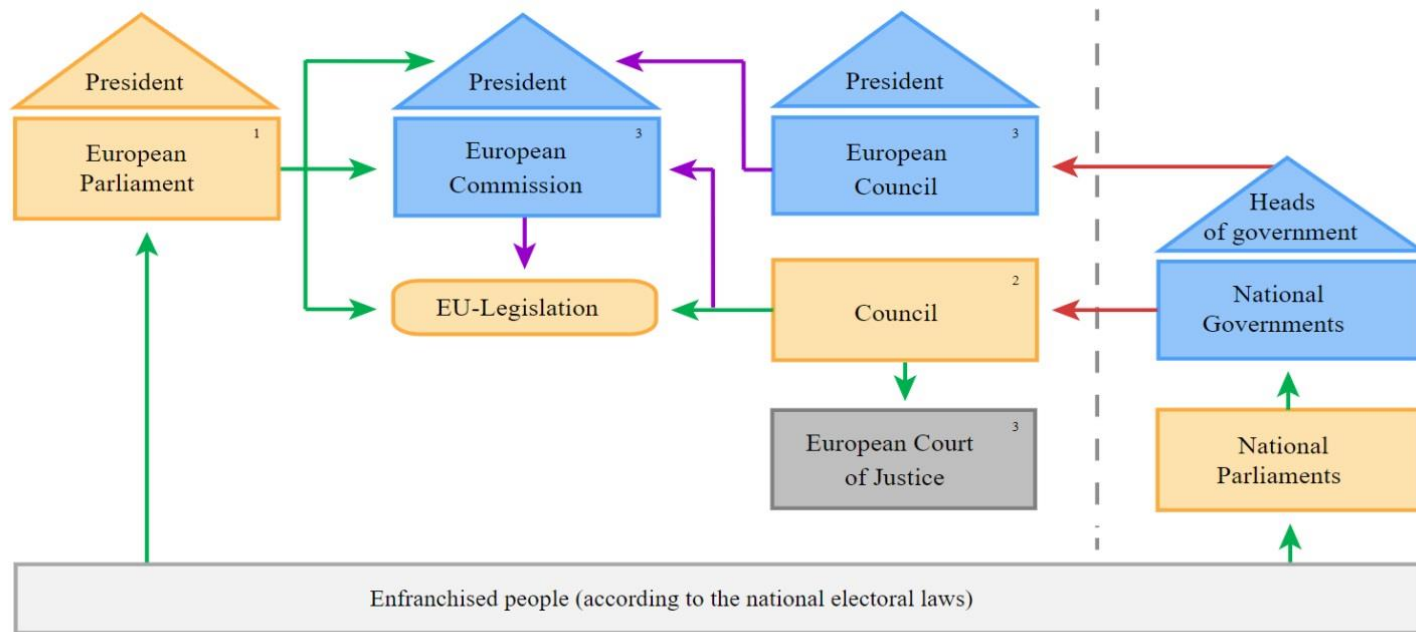 President
President
President
1
European
Parliament
3
European
Commission
3
European
Council
Heads
of government
EU-Legislation
2
Council
National
Governments
3
European Court
of Justice
National
Parliaments
Enfranchised people (according to the national electoral laws)